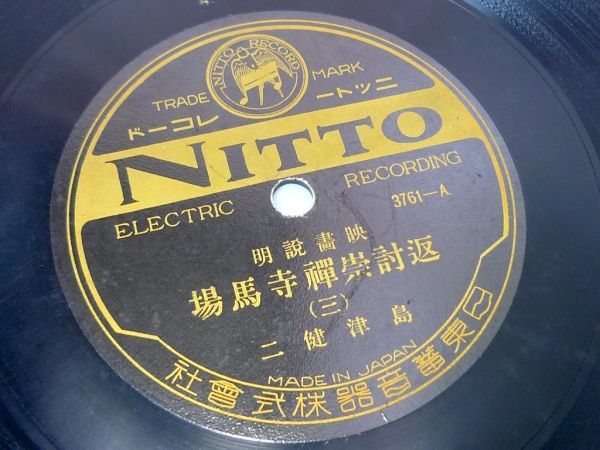 NITTO RECORD
TRADE MARK
ニットー レコード
NITTO
ELECTRIC RECORDING
3761-A
映畫說明
返討崇禪寺馬場
(三)
島津健二
MADE IN JAPAN
日東蓄音器株式會社